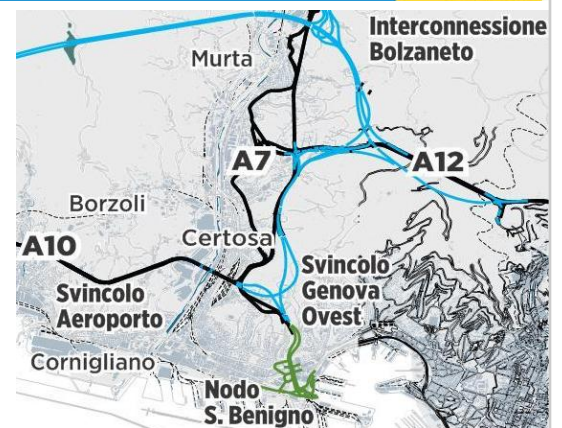 Interconnessione
Bolzaneto
Murta
A7
A12
Borzoli
Certosa
A10
Svincolo
Genova
Ovest
Svincolo
Aeroporto
Cornigliano
Nodo
S. Benigno